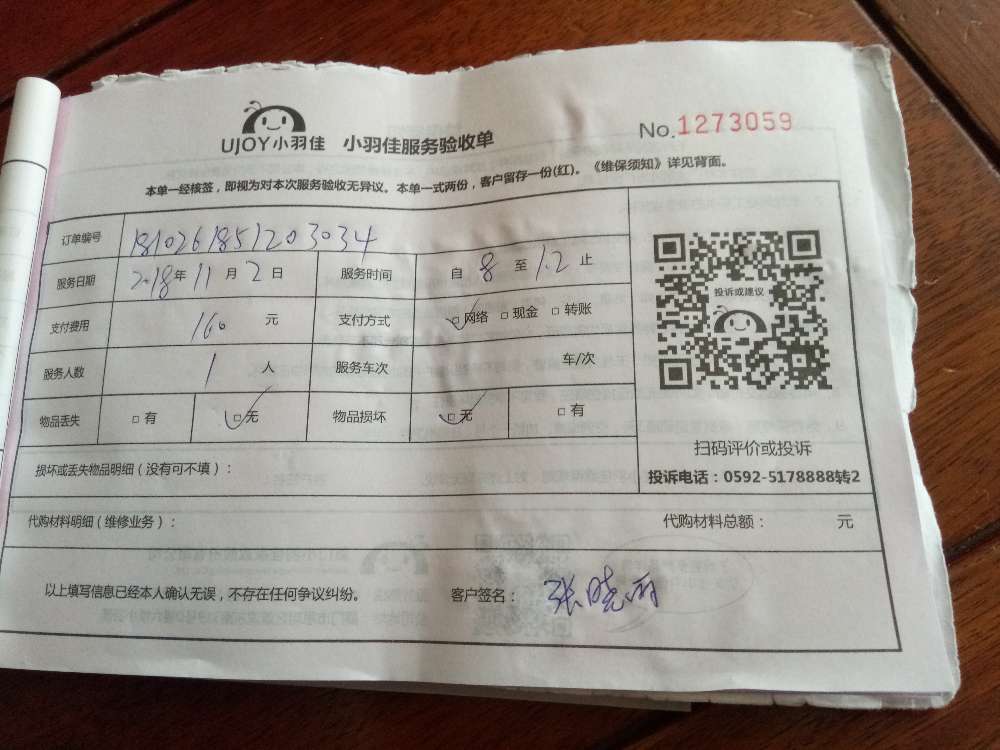 UJOY小羽佳 小羽佳服务验收单 No.1273059
本单一经核签，即视为对本次服务验收无异议。本单一式两份，客户留存一份(红)。《维保须知》详见背面。
订单编号 181026185120303​4
服务日期 2018年11月2日 服务时间 自8至12止
支付费用 160元 支付方式 ☑网络 □现金 □转账
服务人数 1人 服务车次 车/次
物品丢失 □有 ☑无 物品损坏 ☑无 □有
投诉或建议
扫码评价或投诉
投诉电话：0592-5178888转2
损坏或丢失物品明细（没有可不填）：
代购材料明细（维修业务）： 代购材料总额： 元
以上填写信息已经本人确认无误，不存在任何争议纠纷。 客户签名： 张晓丽